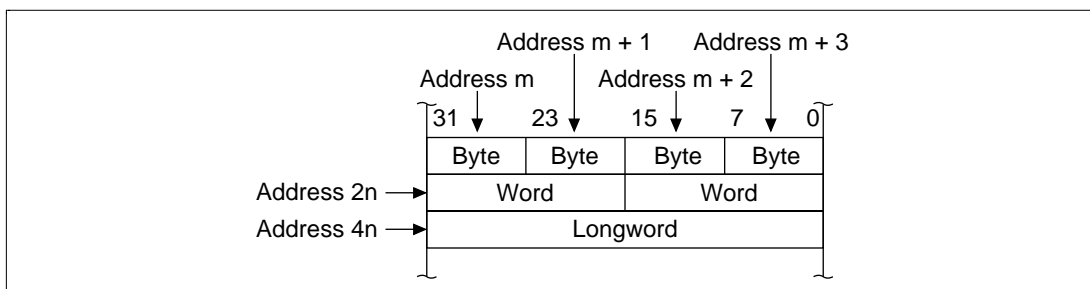 Address m + 1 Address m + 3
Address m Address m + 2
31 23 15 7 0
Byte Byte Byte Byte
Address 2n Word Word
Address 4n Longword